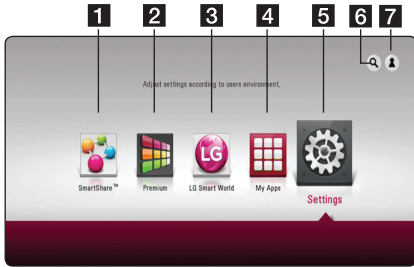 1 2 3 4 5 6 7
Adjust settings according to users environment.
LG
SmartShare™ Premium LG Smart World My Apps Settings